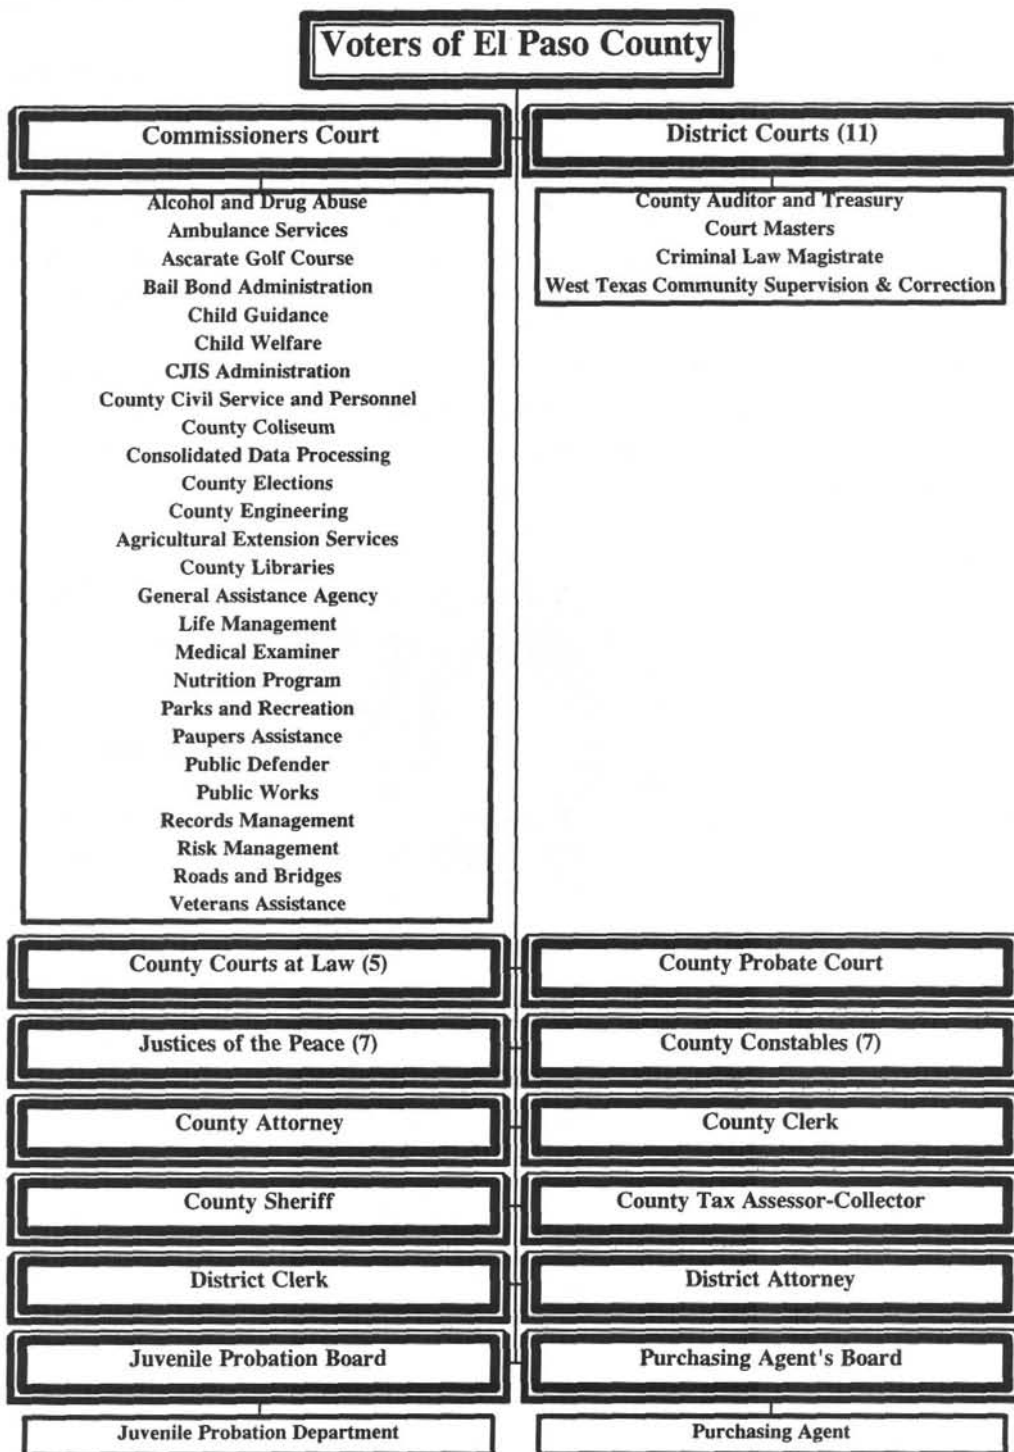 Voters of El Paso County
Commissioners Court
District Courts (11)
Alcohol and Drug Abuse
Ambulance Services
Ascarate Golf Course
Bail Bond Administration
Child Guidance
Child Welfare
CJIS Administration
County Civil Service and Personnel
County Coliseum
Consolidated Data Processing
County Elections
County Engineering
Agricultural Extension Services
County Libraries
General Assistance Agency
Life Management
Medical Examiner
Nutrition Program
Parks and Recreation
Paupers Assistance
Public Defender
Public Works
Records Management
Risk Management
Roads and Bridges
Veterans Assistance
County Auditor and Treasury
Court Masters
Criminal Law Magistrate
West Texas Community Supervision & Correction
County Courts at Law (5)
County Probate Court
Justices of the Peace (7)
County Constables (7)
County Attorney
County Clerk
County Sheriff
County Tax Assessor-Collector
District Clerk
District Attorney
Juvenile Probation Board
Purchasing Agent's Board
Juvenile Probation Department
Purchasing Agent